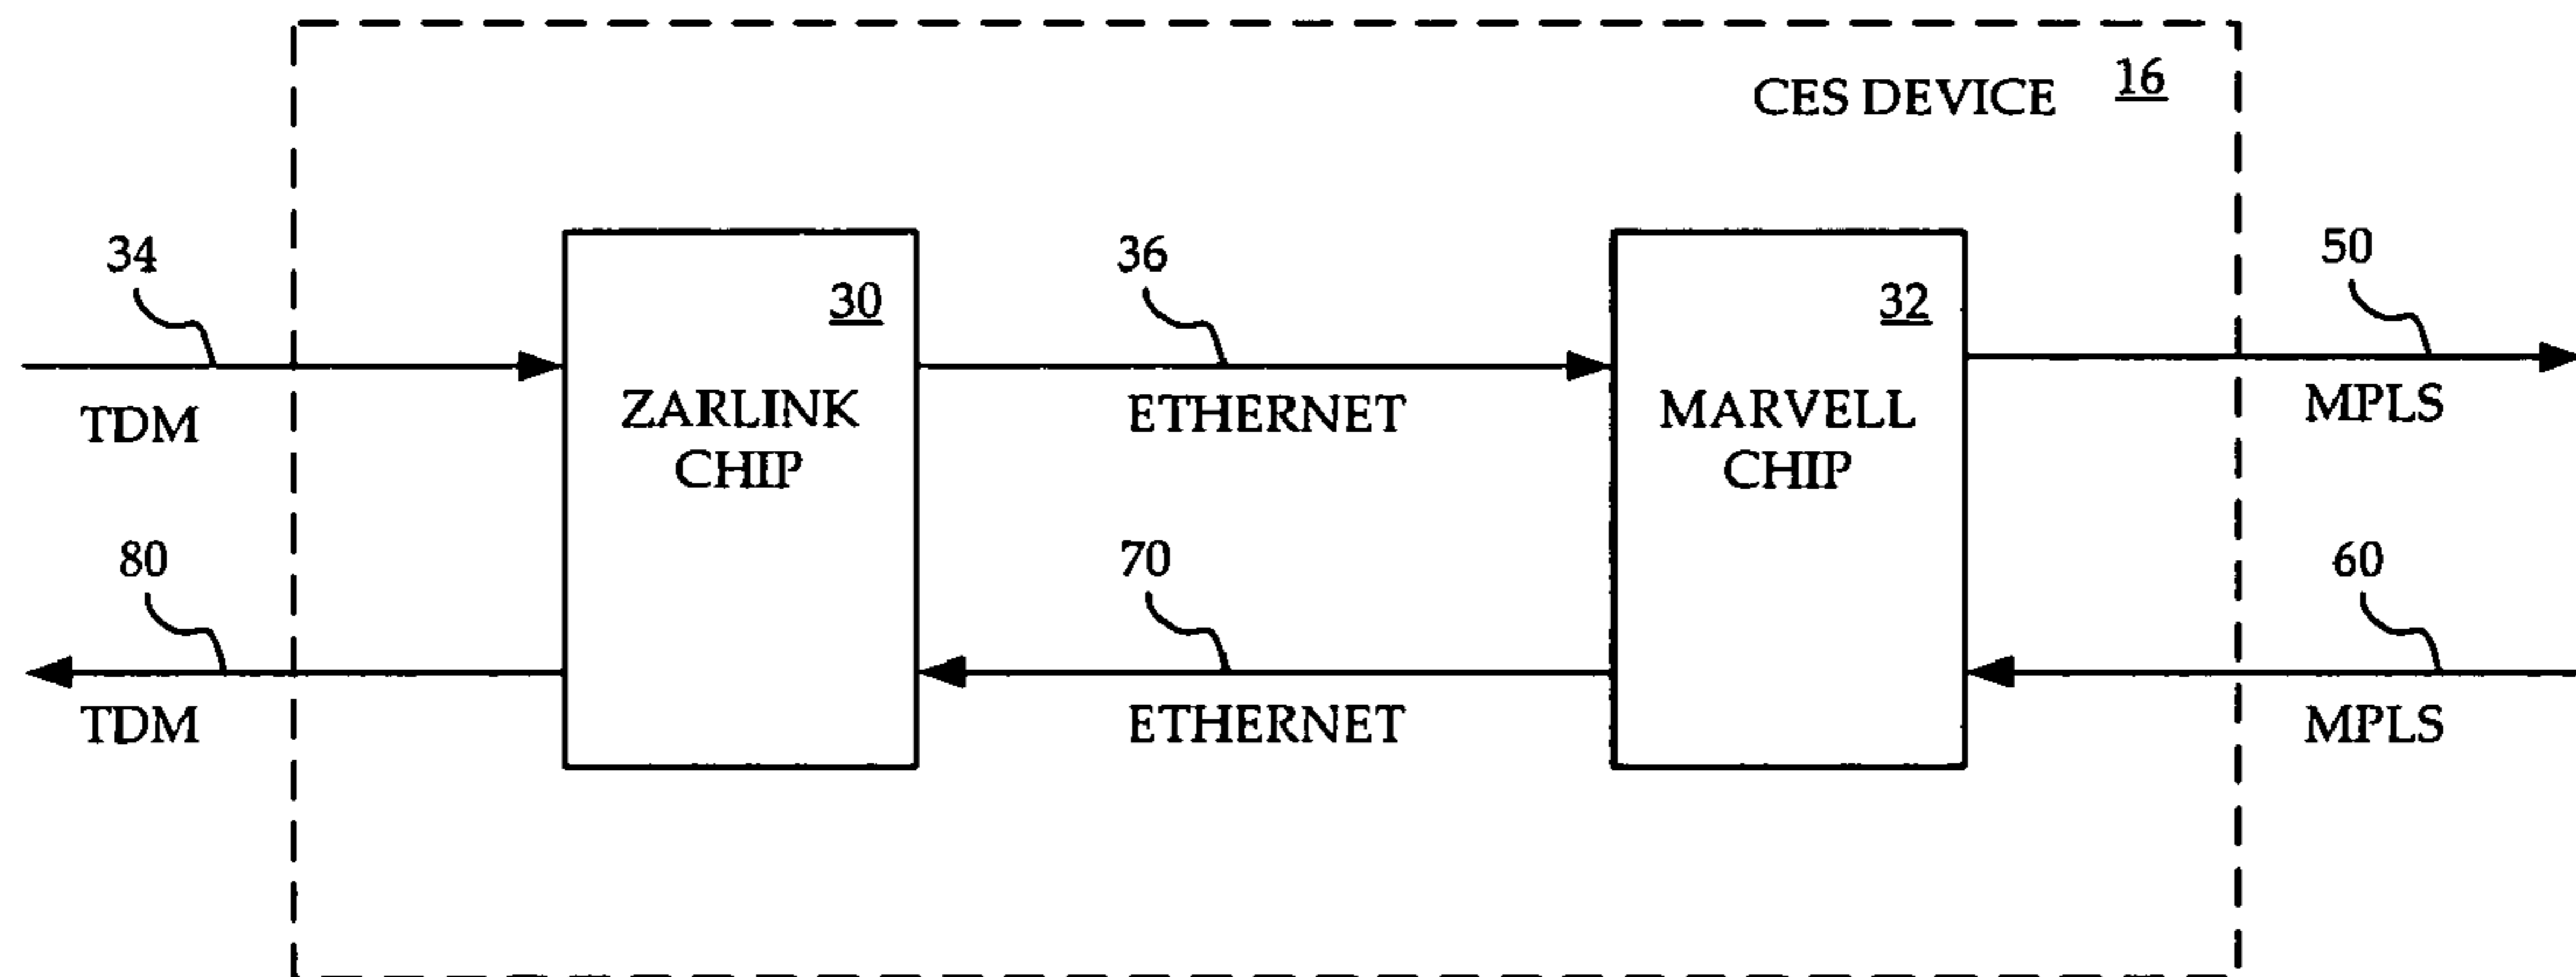 CES DEVICE 16
34
TDM
30
ZARLINK
CHIP
36
ETHERNET
32
MARVELL
CHIP
50
MPLS
80
TDM
70
ETHERNET
60
MPLS